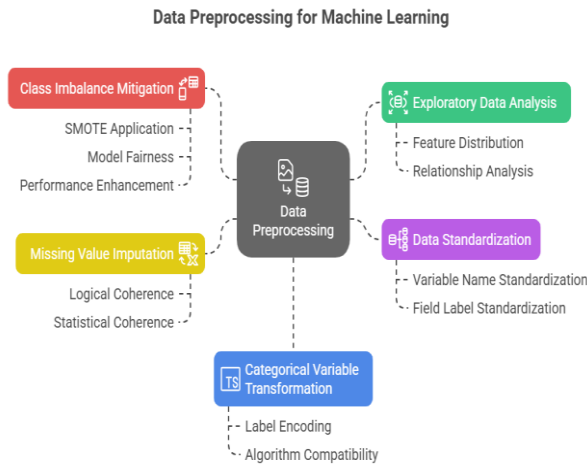 Data Preprocessing for Machine Learning
Class Imbalance Mitigation
SMOTE Application
Model Fairness
Performance Enhancement
Exploratory Data Analysis
Feature Distribution
Relationship Analysis
Data
Preprocessing
Missing Value Imputation
Logical Coherence
Statistical Coherence
Data Standardization
Variable Name Standardization
Field Label Standardization
TS
Categorical Variable
Transformation
Label Encoding
Algorithm Compatibility